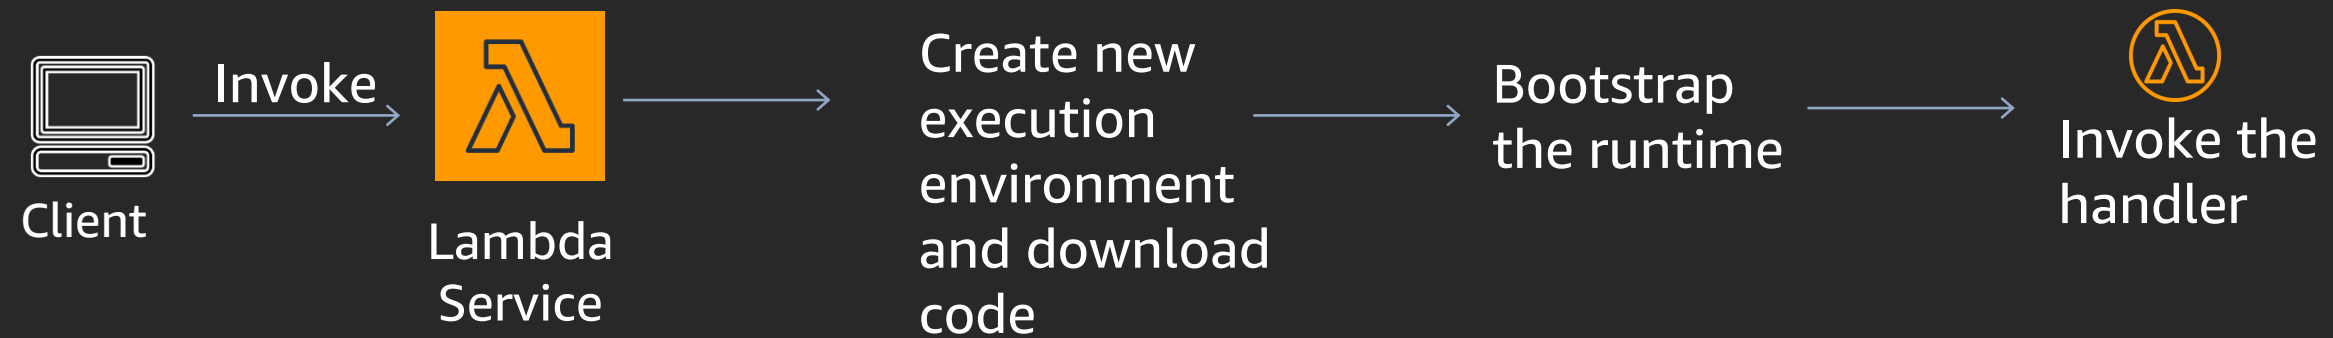 Client
Invoke
Lambda
Service
Create new
execution
environment
and download
code
Bootstrap
the runtime
Invoke the
handler